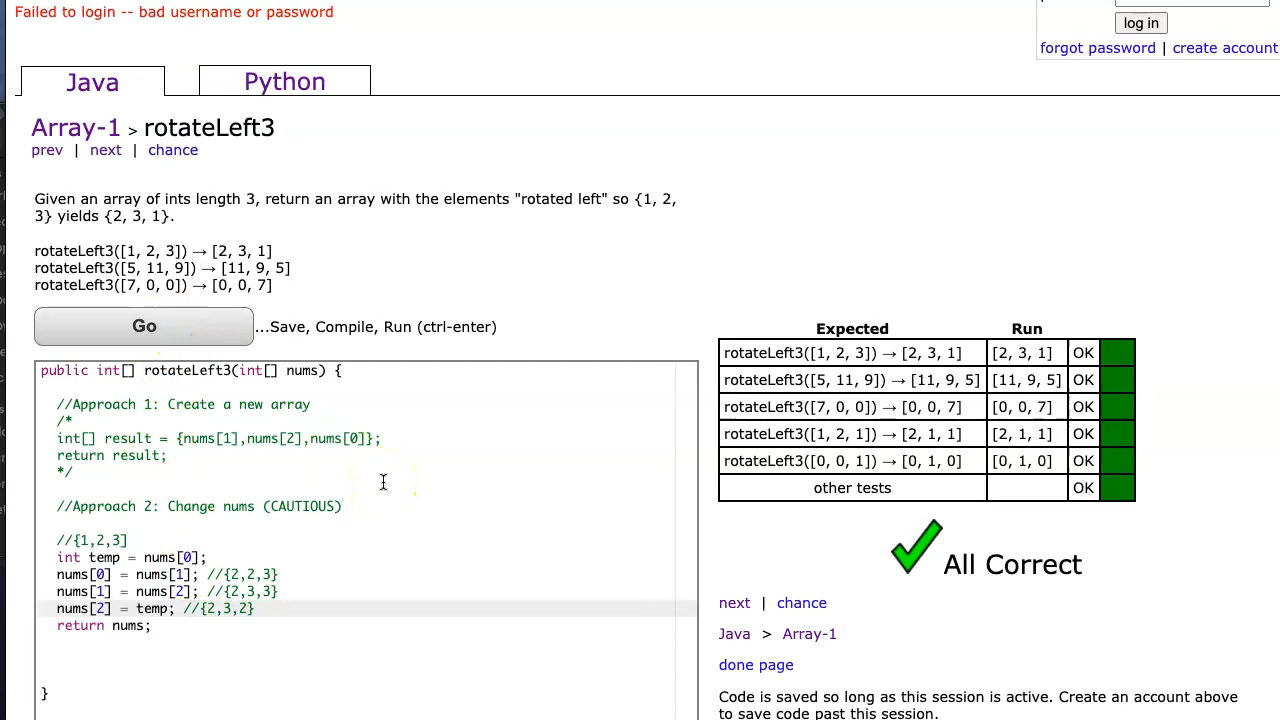 Failed to login -- bad username or password
log in
forgot password | create account
Java
Python
Array-1 > rotateLeft3
prev | next | chance
Given an array of ints length 3, return an array with the elements "rotated left" so {1, 2,
3} yields {2, 3, 1}.
rotateLeft3([1, 2, 3]) → [2, 3, 1]
rotateLeft3([5, 11, 9]) → [11, 9, 5]
rotateLeft3([7, 0, 0]) → [0, 0, 7]
Go
...Save, Compile, Run (ctrl-enter)
public int[] rotateLeft3(int[] nums) {
//Approach 1: Create a new array
/*
int[] result = {nums[1],nums[2],nums[0]};
return result;
*/
//Approach 2: Change nums (CAUTIOUS)
//{1,2,3]
int temp = nums[0];
nums[0] = nums[1]; //{2,2,3}
nums[1] = nums[2]; //{2,3,3}
nums[2] = temp; //{2,3,2}
return nums;
}
Expected Run
rotateLeft3([1, 2, 3]) → [2, 3, 1] [2, 3, 1] OK
rotateLeft3([5, 11, 9]) → [11, 9, 5] [11, 9, 5] OK
rotateLeft3([7, 0, 0]) → [0, 0, 7] [0, 0, 7] OK
rotateLeft3([1, 2, 1]) → [2, 1, 1] [2, 1, 1] OK
rotateLeft3([0, 0, 1]) → [0, 1, 0] [0, 1, 0] OK
other tests OK
All Correct
next | chance
Java > Array-1
done page
Code is saved so long as this session is active. Create an account above
to save code past this session.